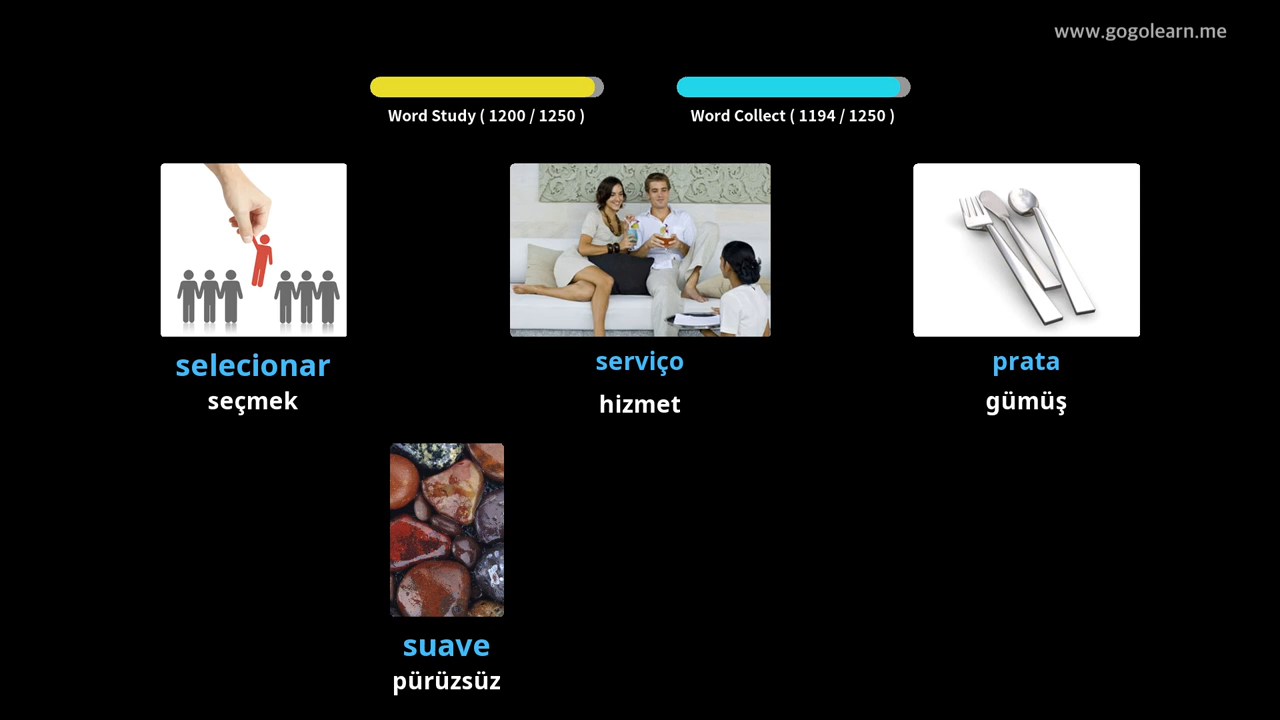 www.gogolearn.me
Word Study ( 1200 / 1250 )
Word Collect ( 1194 / 1250 )
selecionar
seçmek
serviço
hizmet
prata
gümüş
suave
pürüzsüz